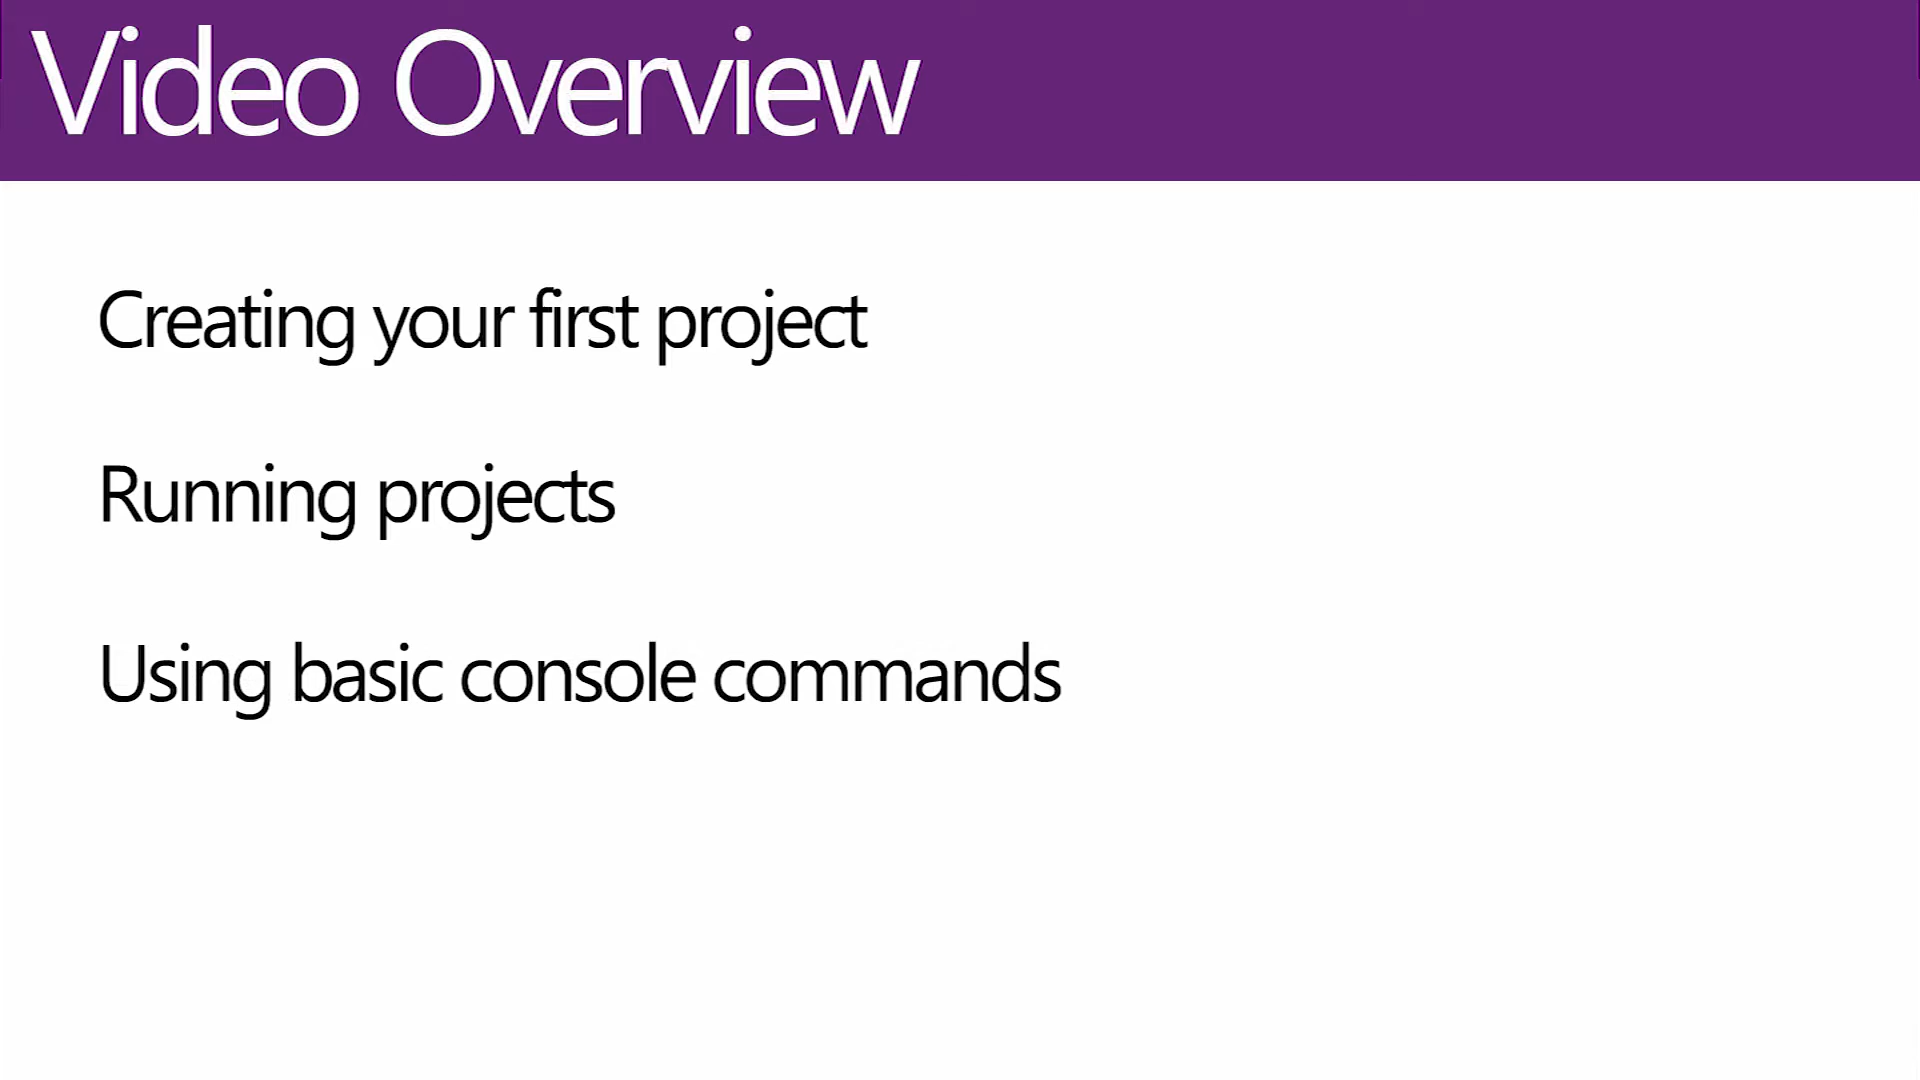 Video Overview
Creating your first project
Running projects
Using basic console commands